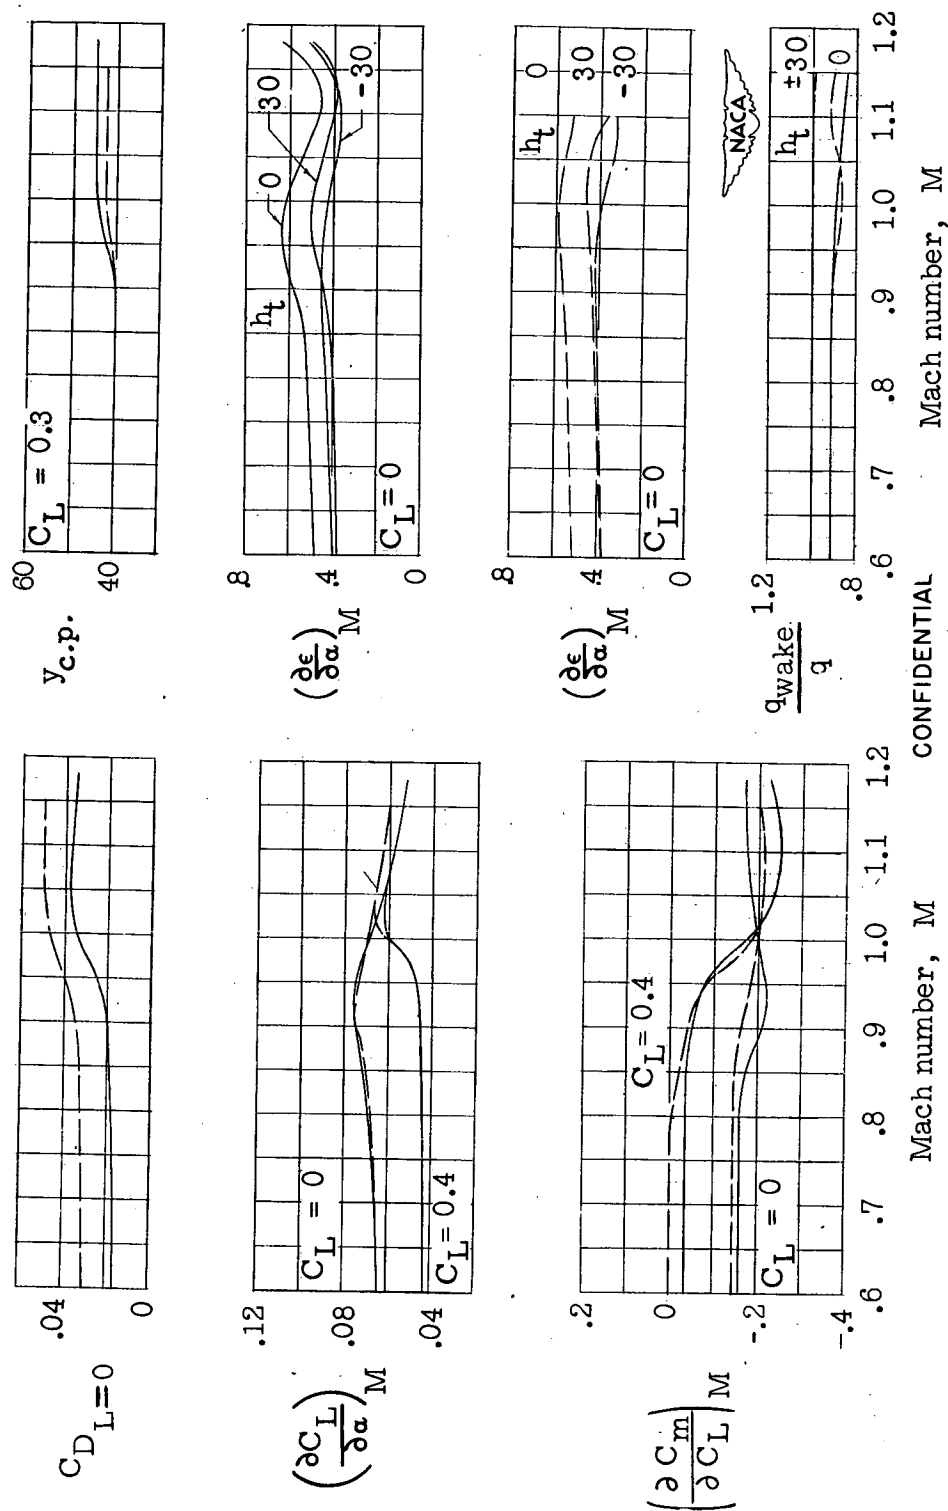 C_D_L=0
.04
0
(∂C_L/∂α)_M
.12
.08
.04
C_L = 0
C_L = 0.4
(∂C_m/∂C_L)_M
.2
0
-.2
-.4
C_L = 0.4
C_L = 0
.6 .7 .8 .9 1.0 1.1 1.2
Mach number, M
y_c.p.
60
40
C_L = 0.3
(∂ε/∂α)_M
.8
.4
0
h_t
0
30
-30
C_L = 0
(∂ε/∂α)_M
.8
.4
0
h_t
0
30
-30
C_L = 0
NACA
q_wake/q
1.2
.8
h_t
±30
0
.6 .7 .8 .9 1.0 1.1 1.2
Mach number, M
CONFIDENTIAL